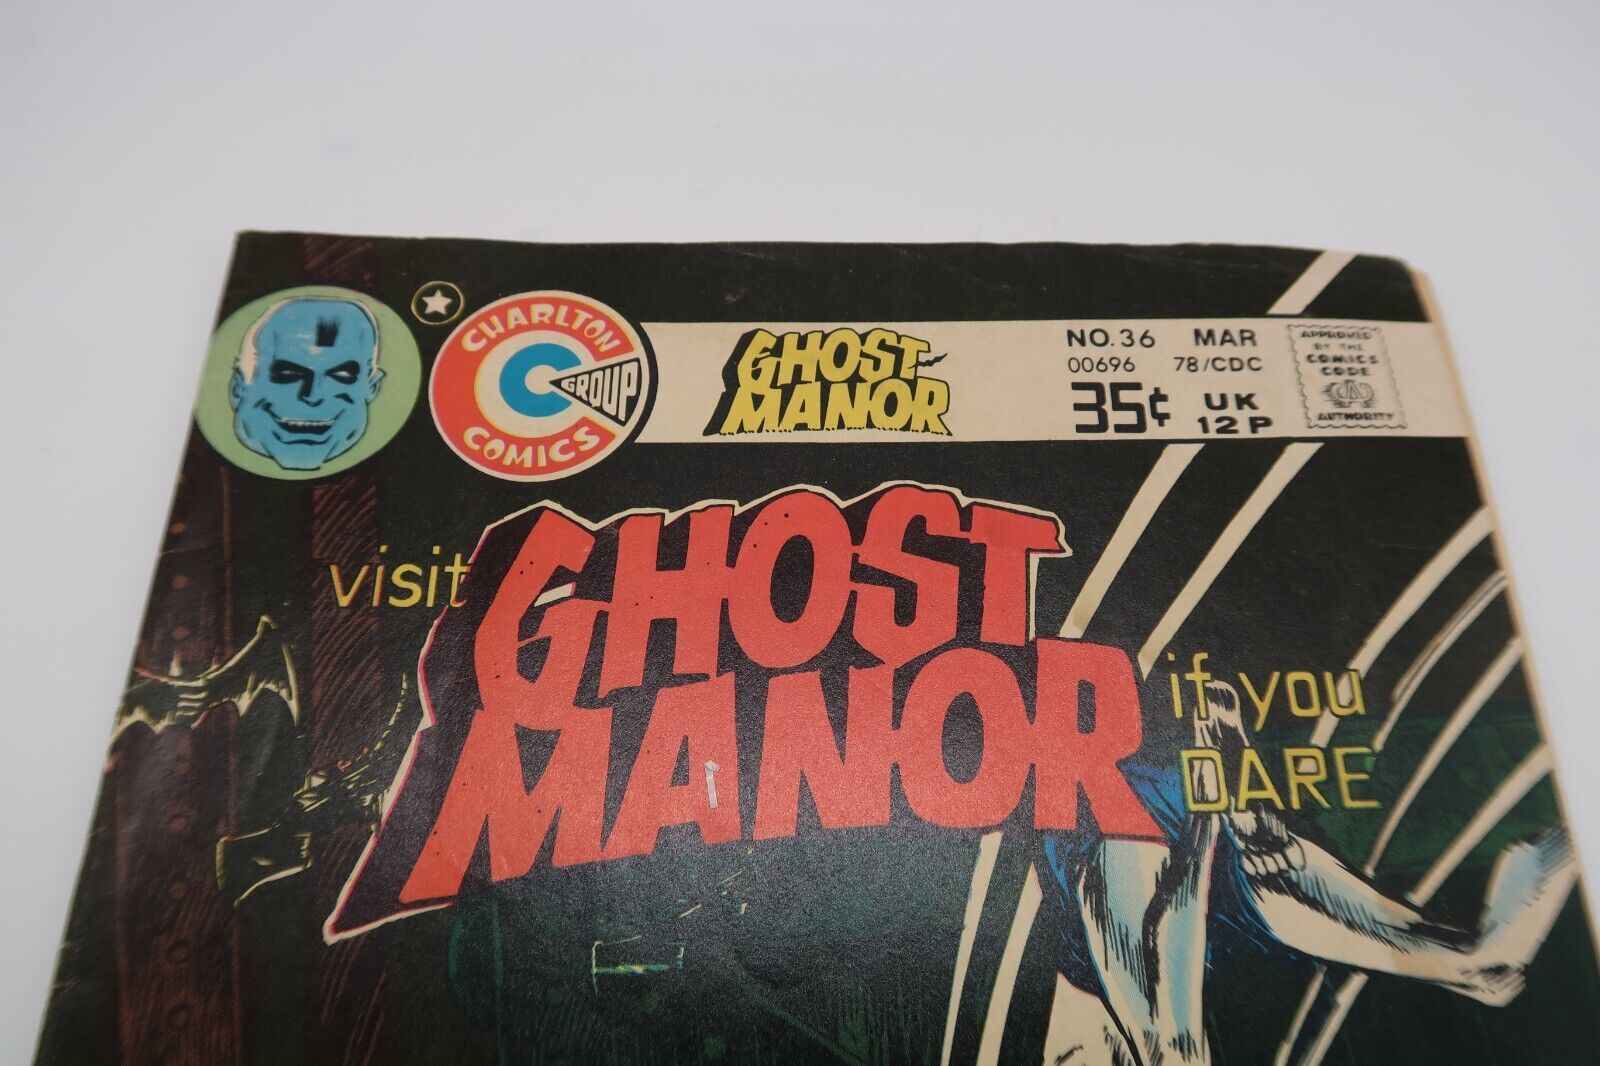 CHARLTON
COMICS
GROUP
GHOST
MANOR
NO. 36 MAR
00696 78/CDC
35¢ UK
12P
APPROVED
BY THE
COMICS
CODE
AUTHORITY
visit GHOST
MANOR
if you
DARE